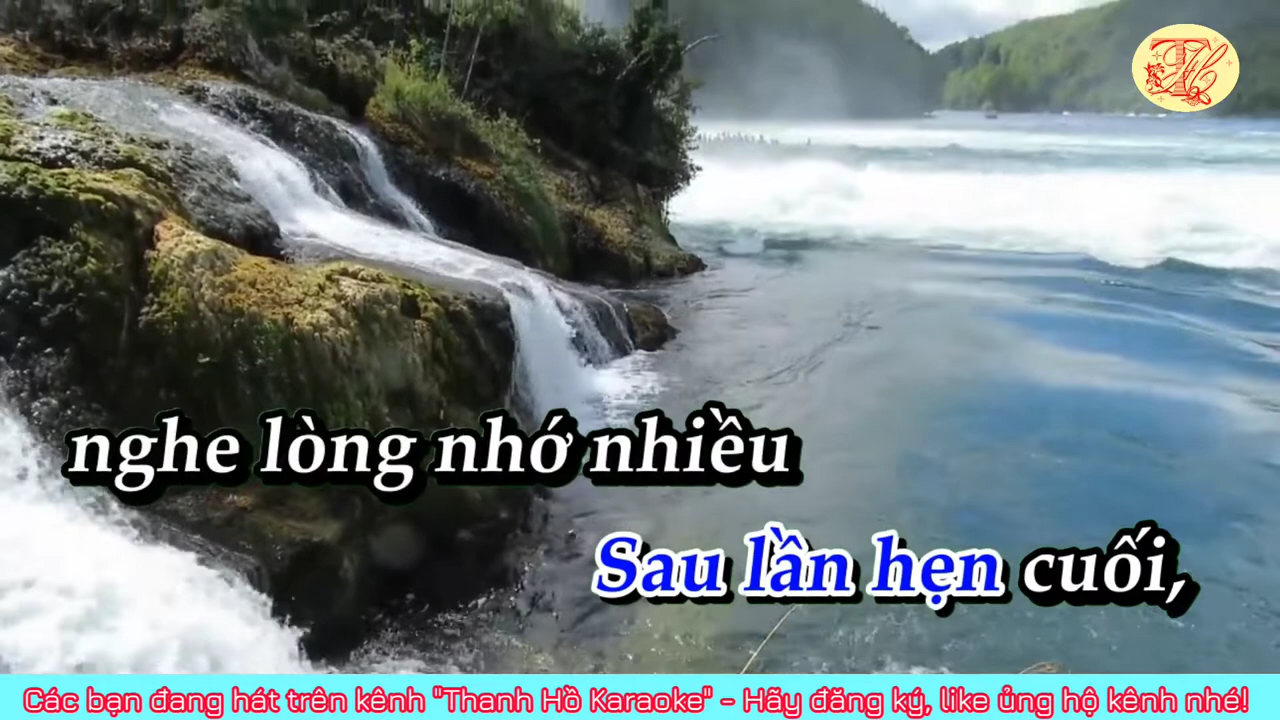 nghe lòng nhớ nhiều
Sau lần hẹn cuối,
Các bạn đang hát trên kênh "Thanh Hồ Karaoke" - Hãy đăng ký, like ủng hộ kênh nhé!